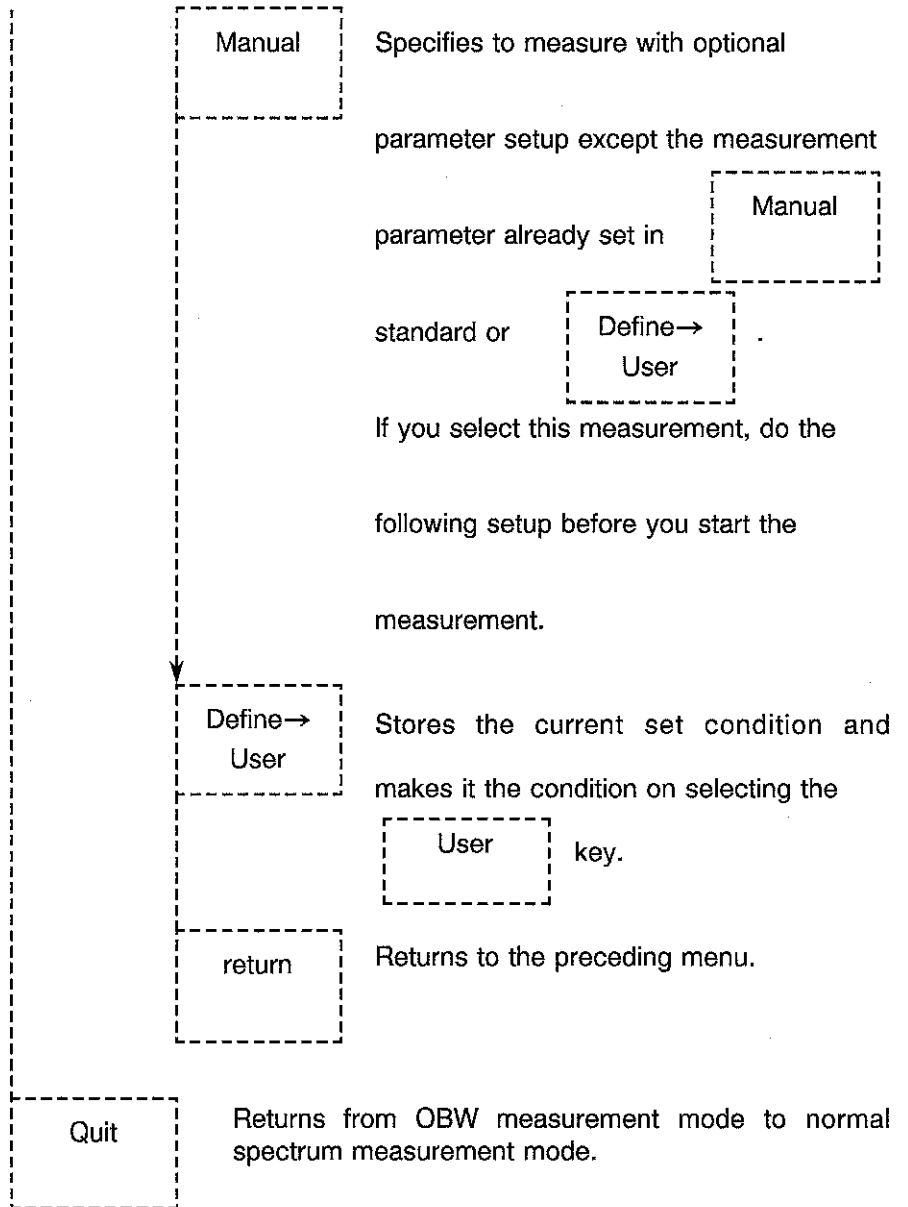 Manual Specifies to measure with optional
parameter setup except the measurement
parameter already set in Manual
standard or Define→ User .
If you select this measurement, do the
following setup before you start the
measurement.
Define→ User Stores the current set condition and
makes it the condition on selecting the
User key.
return Returns to the preceding menu.
Quit Returns from OBW measurement mode to normal
spectrum measurement mode.